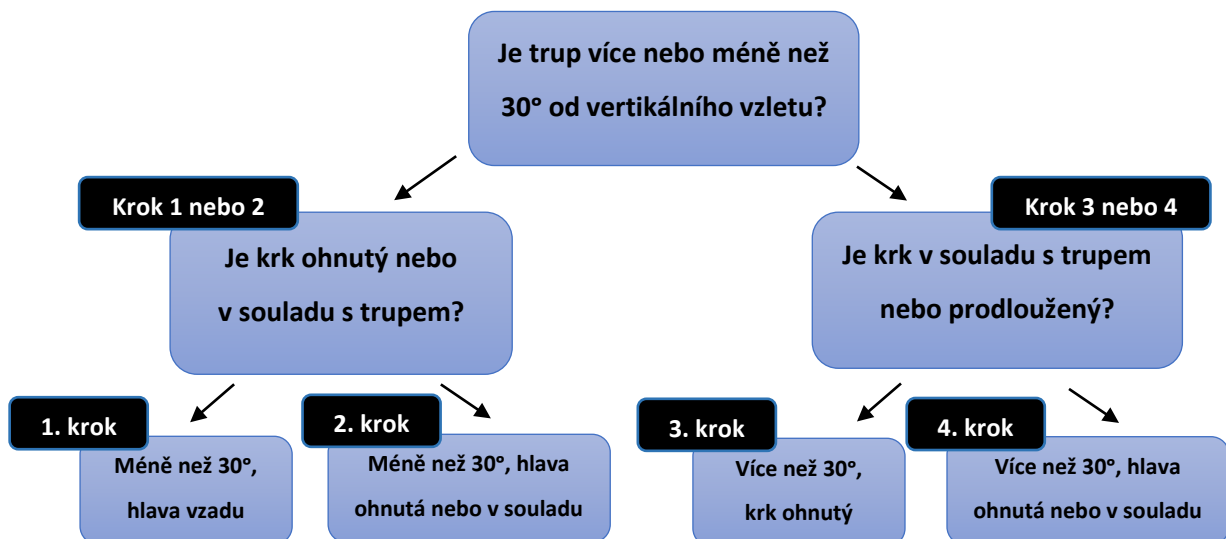 Je trup více nebo méně než
30° od vertikálního vzletu?
Krok 1 nebo 2
Je krk ohnutý nebo
v souladu s trupem?
Krok 3 nebo 4
Je krk v souladu s trupem
nebo prodloužený?
1. krok
Méně než 30°,
hlava vzadu
2. krok
Méně než 30°, hlava
ohnutá nebo v souladu
3. krok
Více než 30°,
krk ohnutý
4. krok
Více než 30°, hlava
ohnutá nebo v souladu